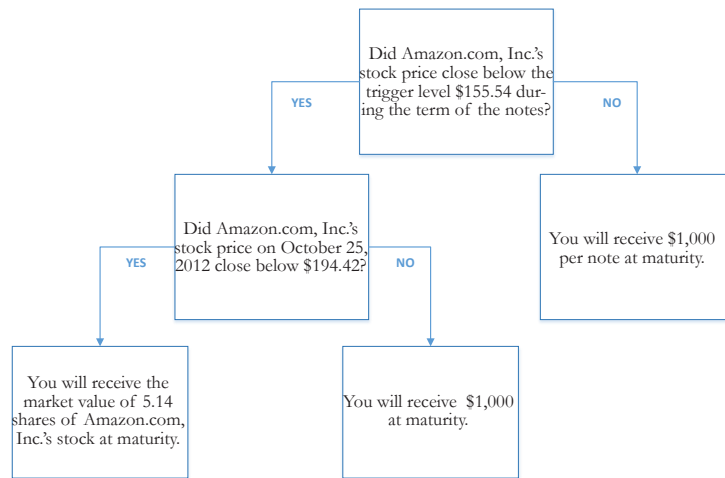 Did Amazon.com, Inc.'s
stock price close below the
trigger level $155.54 dur-
ing the term of the notes?
YES
NO
Did Amazon.com, Inc.'s
stock price on October 25,
2012 close below $194.42?
You will receive $1,000
per note at maturity.
YES
NO
You will receive the
market value of 5.14
shares of Amazon.com,
Inc.'s stock at maturity.
You will receive $1,000
at maturity.